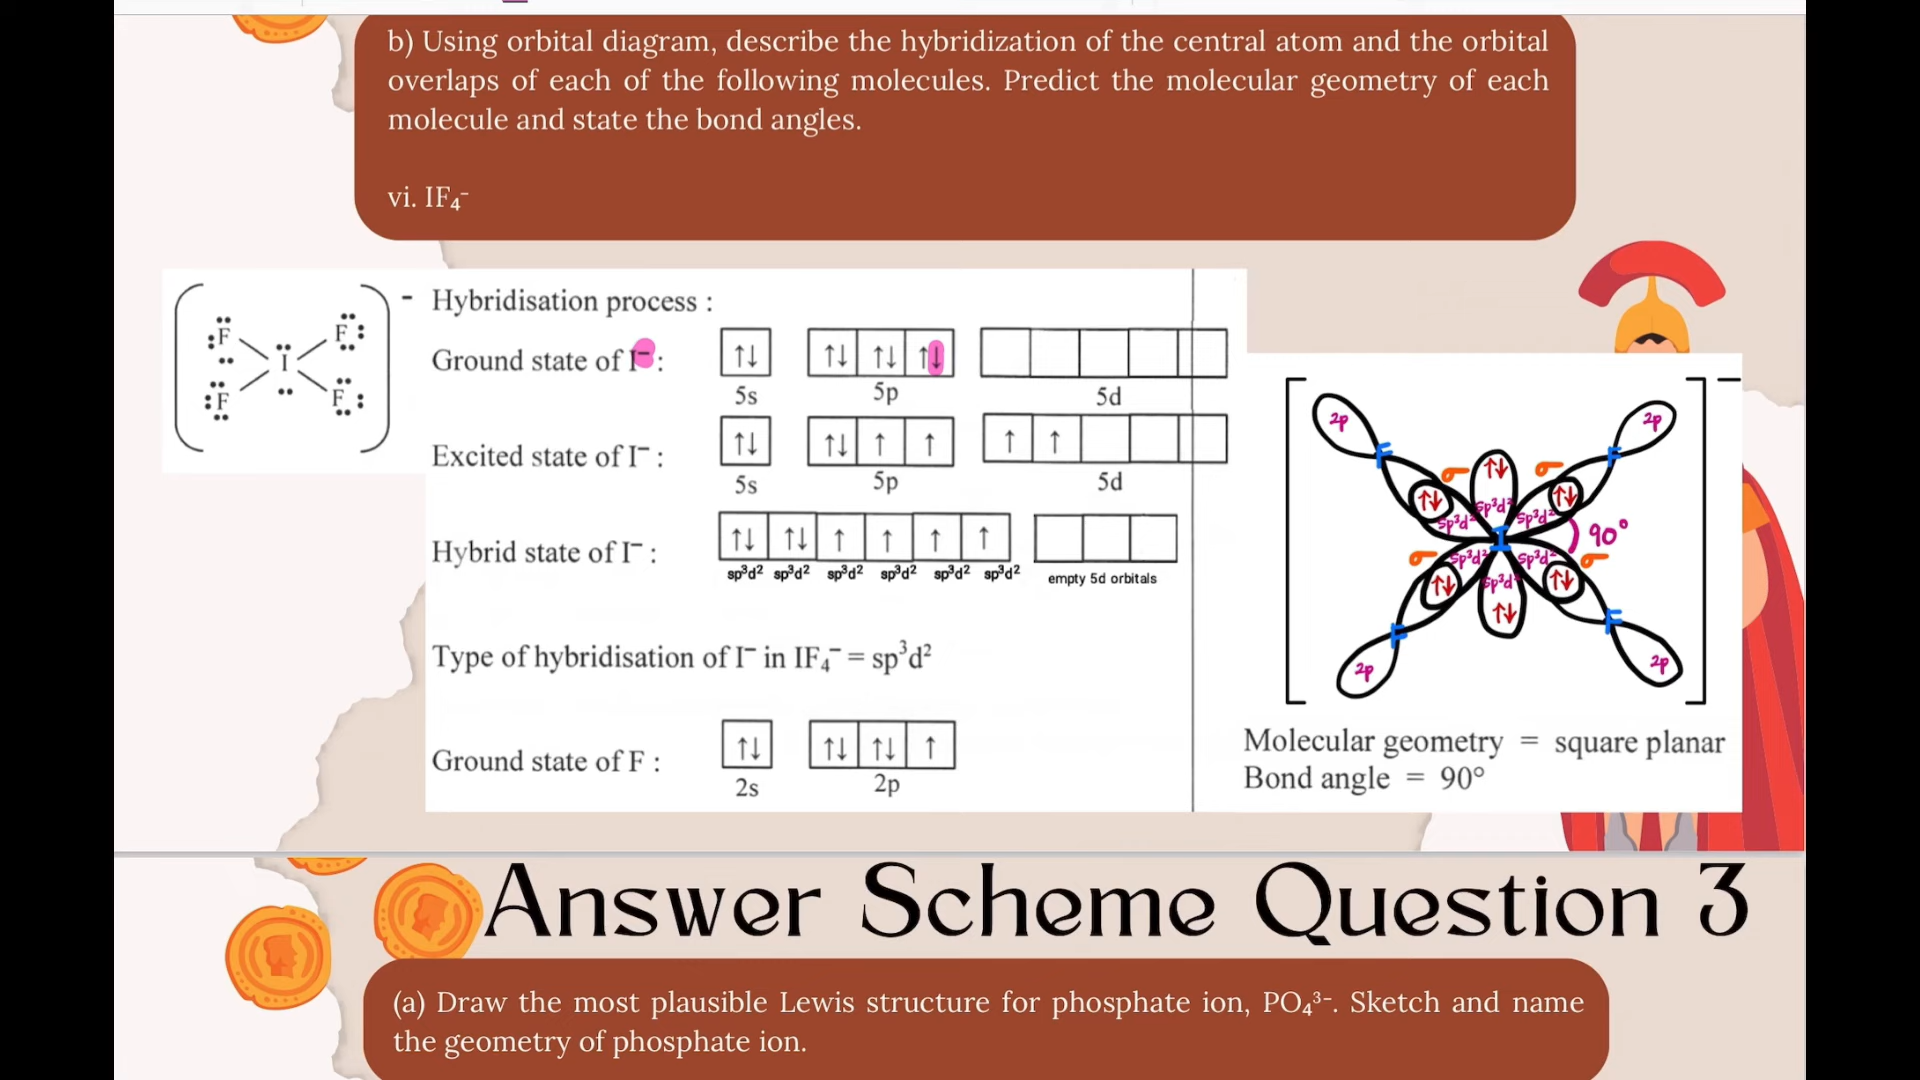 b) Using orbital diagram, describe the hybridization of the central atom and the orbital
overlaps of each of the following molecules. Predict the molecular geometry of each
molecule and state the bond angles.
vi. IF₄⁻
F F
I
F F
-
Hybridisation process :
Ground state of I⁻ : ↑↓ ↑↓ ↑↓ ↑↓
5s 5p 5d
Excited state of I⁻ : ↑↓ ↑↓ ↑ ↑ ↑ ↑
5s 5p 5d
Hybrid state of I⁻ : ↑↓ ↑↓ ↑ ↑ ↑ ↑
sp³d² sp³d² sp³d² sp³d² sp³d² sp³d² empty 5d orbitals
Type of hybridisation of I⁻ in IF₄⁻ = sp³d²
Ground state of F : ↑↓ ↑↓ ↑↓ ↑
2s 2p
2p 2p
F F
σ ↑↓ σ
↑↓ ↑↓
sp³d² sp³d² sp³d²
I 90°
σ sp³d² sp³d² σ
↑↓ sp³d² ↑↓
↑↓
F F
2p 2p
Molecular geometry = square planar
Bond angle = 90°
Answer Scheme Question 3
(a) Draw the most plausible Lewis structure for phosphate ion, PO₄³⁻. Sketch and name
the geometry of phosphate ion.